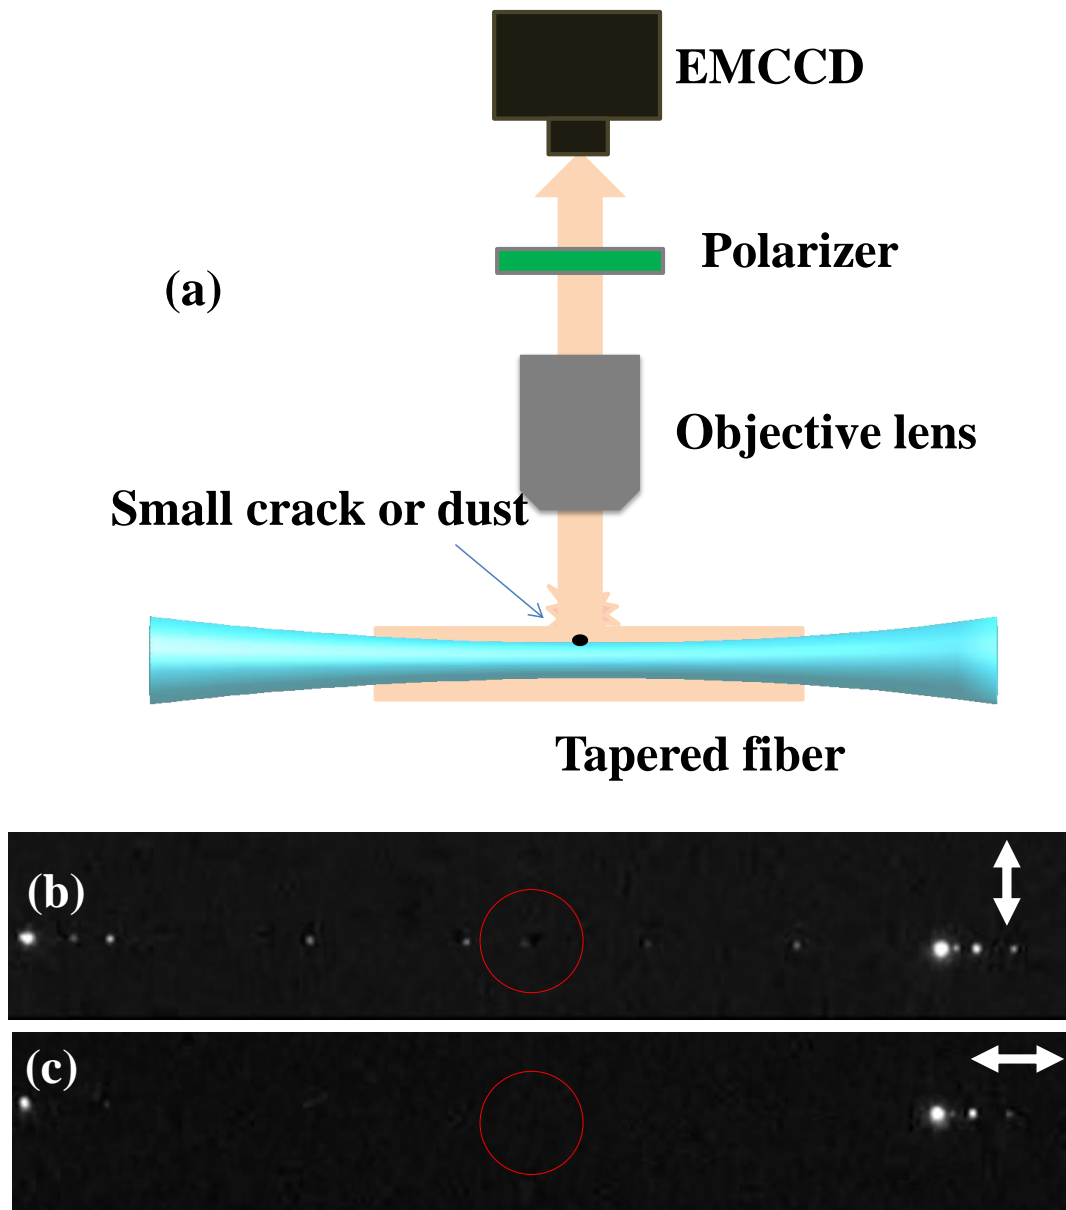 EMCCD
Polarizer
(a)
Objective lens
Small crack or dust
Tapered fiber
(b)
(c)